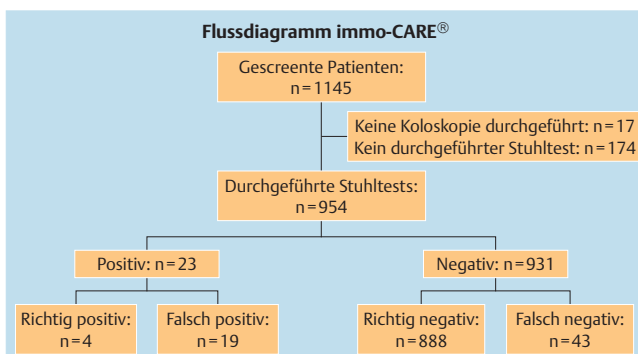 Flussdiagramm immo-CARE®
Gescreente Patienten:
n=1145
Keine Koloskopie durchgeführt: n=17
Kein durchgeführter Stuhltest: n=174
Durchgeführte Stuhltests:
n=954
Positiv: n=23
Negativ: n=931
Richtig positiv:
n=4
Falsch positiv:
n=19
Richtig negativ:
n=888
Falsch negativ:
n=43